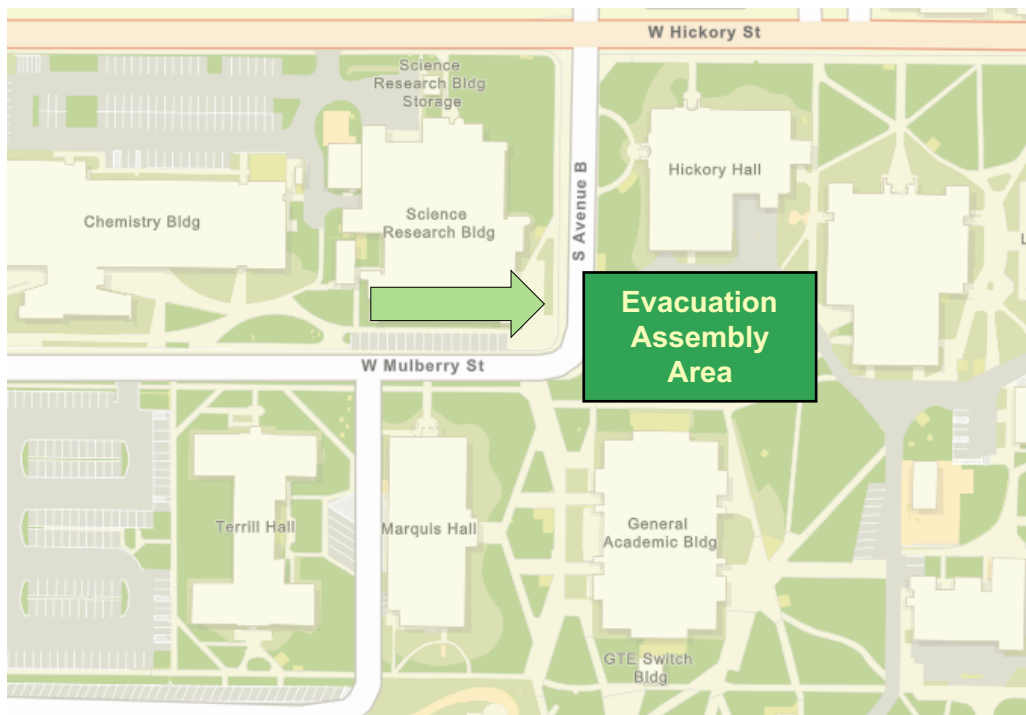 W Hickory St
Science
Research Bldg
Storage
S Avenue B
Hickory Hall
Chemistry Bldg
Science
Research Bldg
L
Evacuation
Assembly
Area
W Mulberry St
Terrill Hall
Marquis Hall
General
Academic Bldg
GTE Switch
Bldg